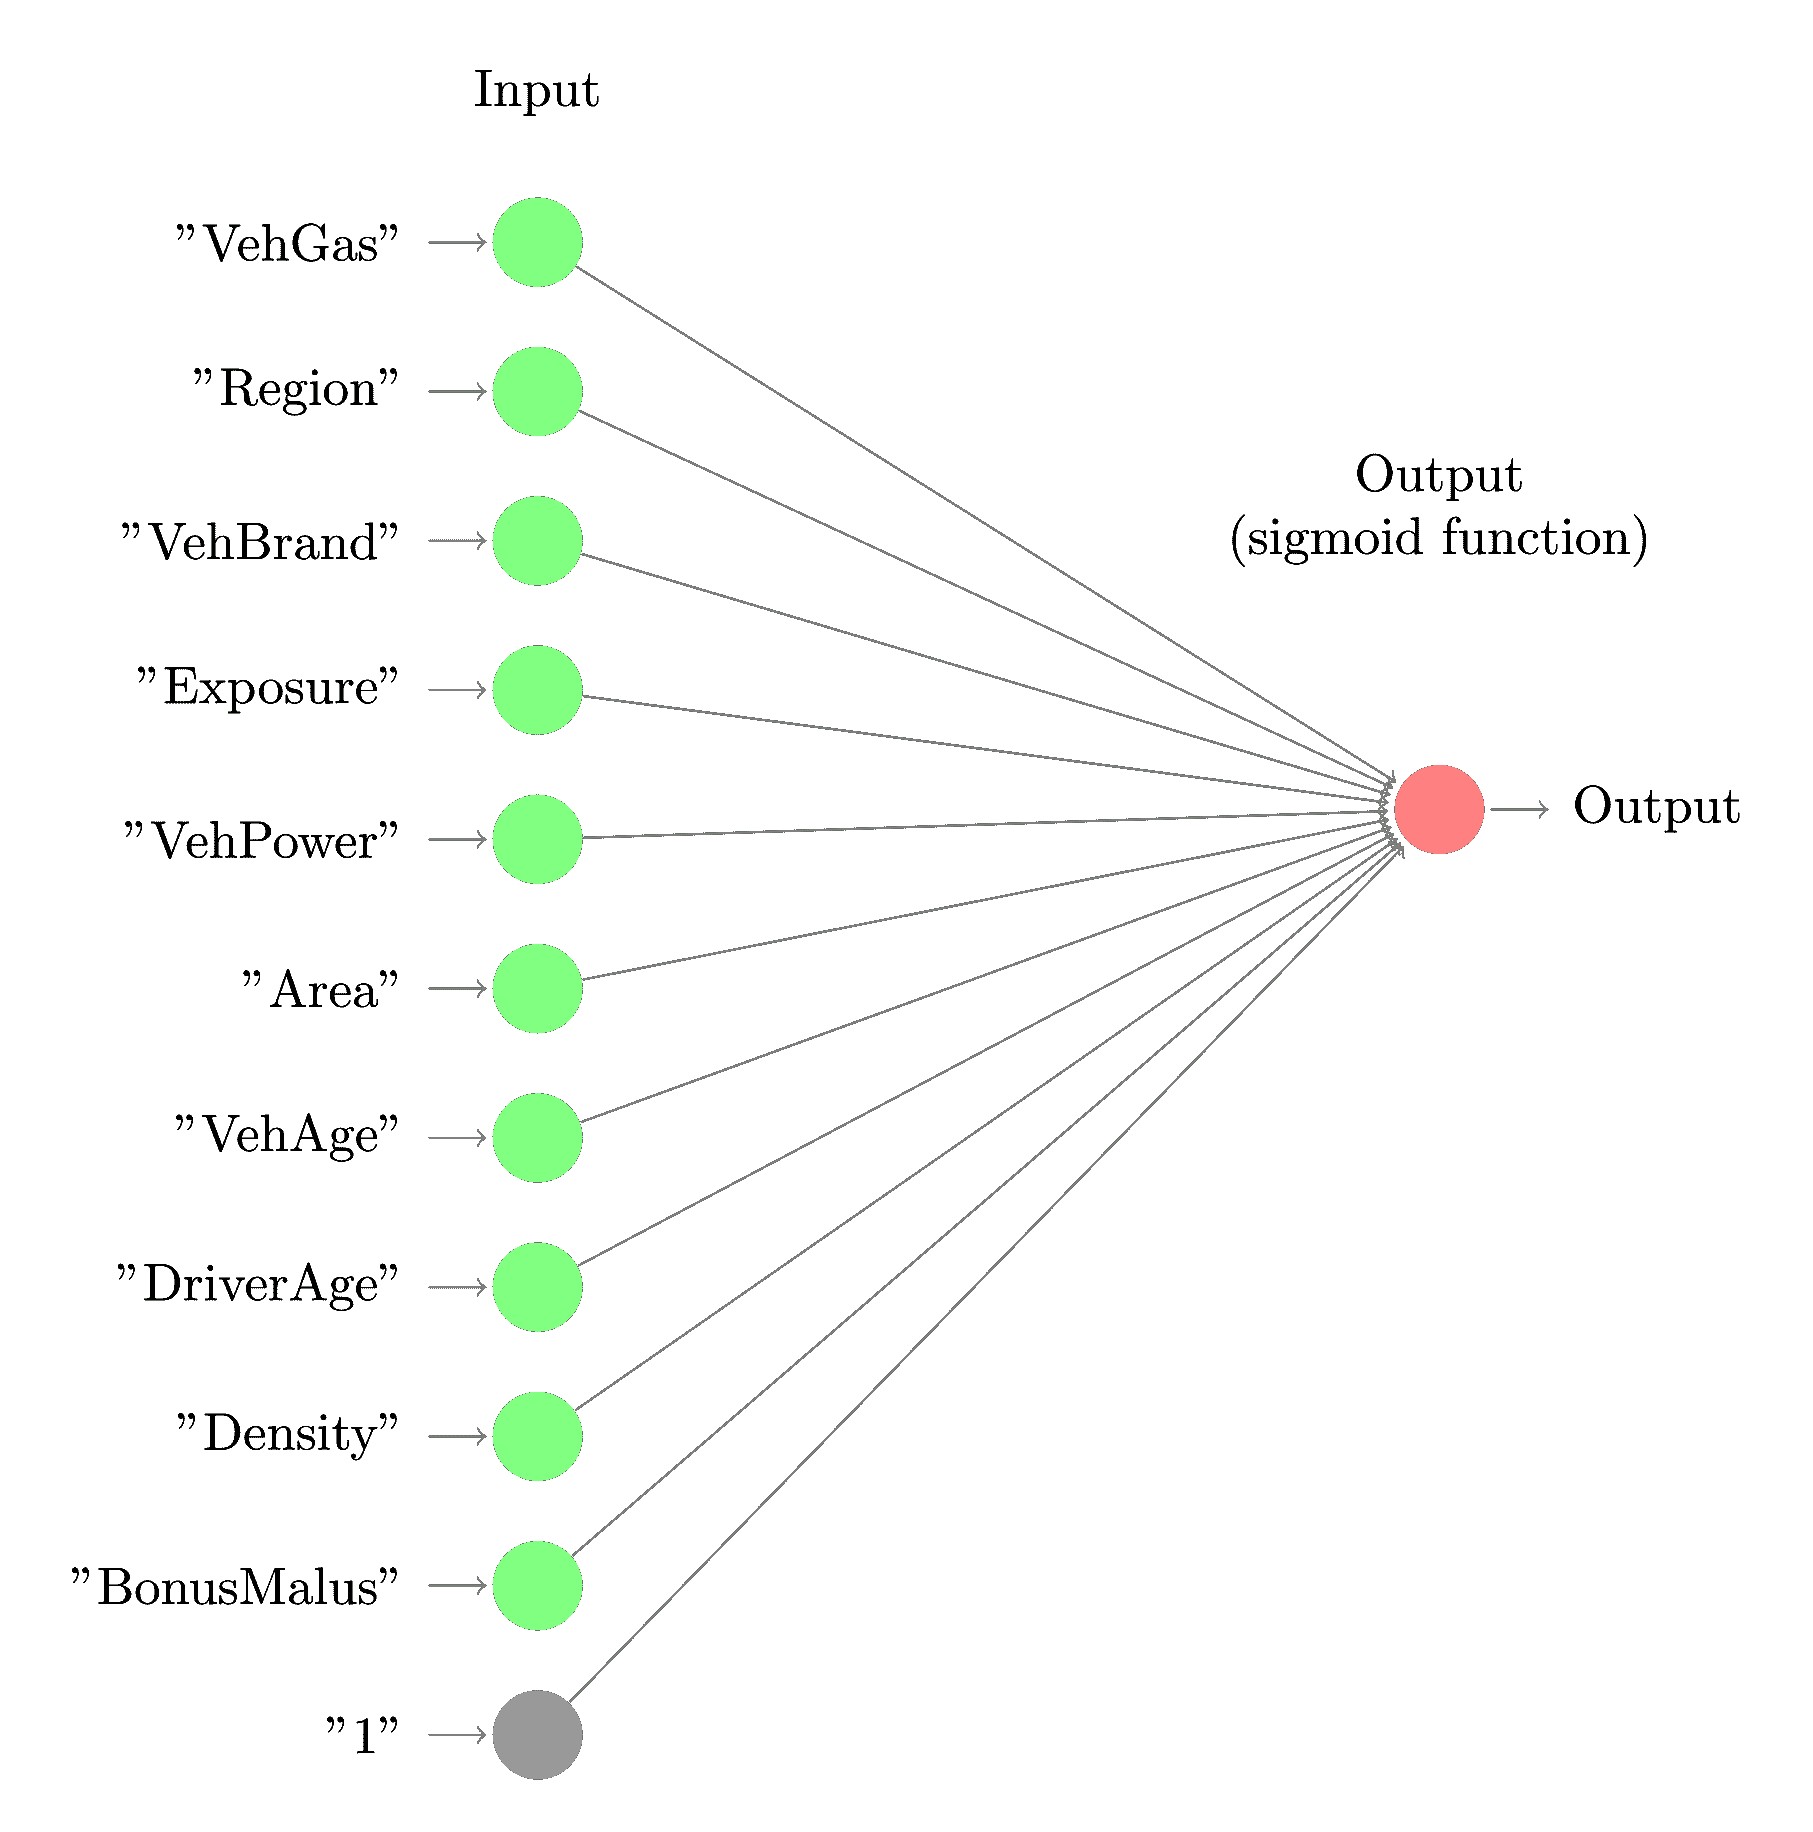 Input
"VehGas"
"Region"
"VehBrand"
"Exposure"
"VehPower"
"Area"
"VehAge"
"DriverAge"
"Density"
"BonusMalus"
"1"
Output
(sigmoid function)
Output